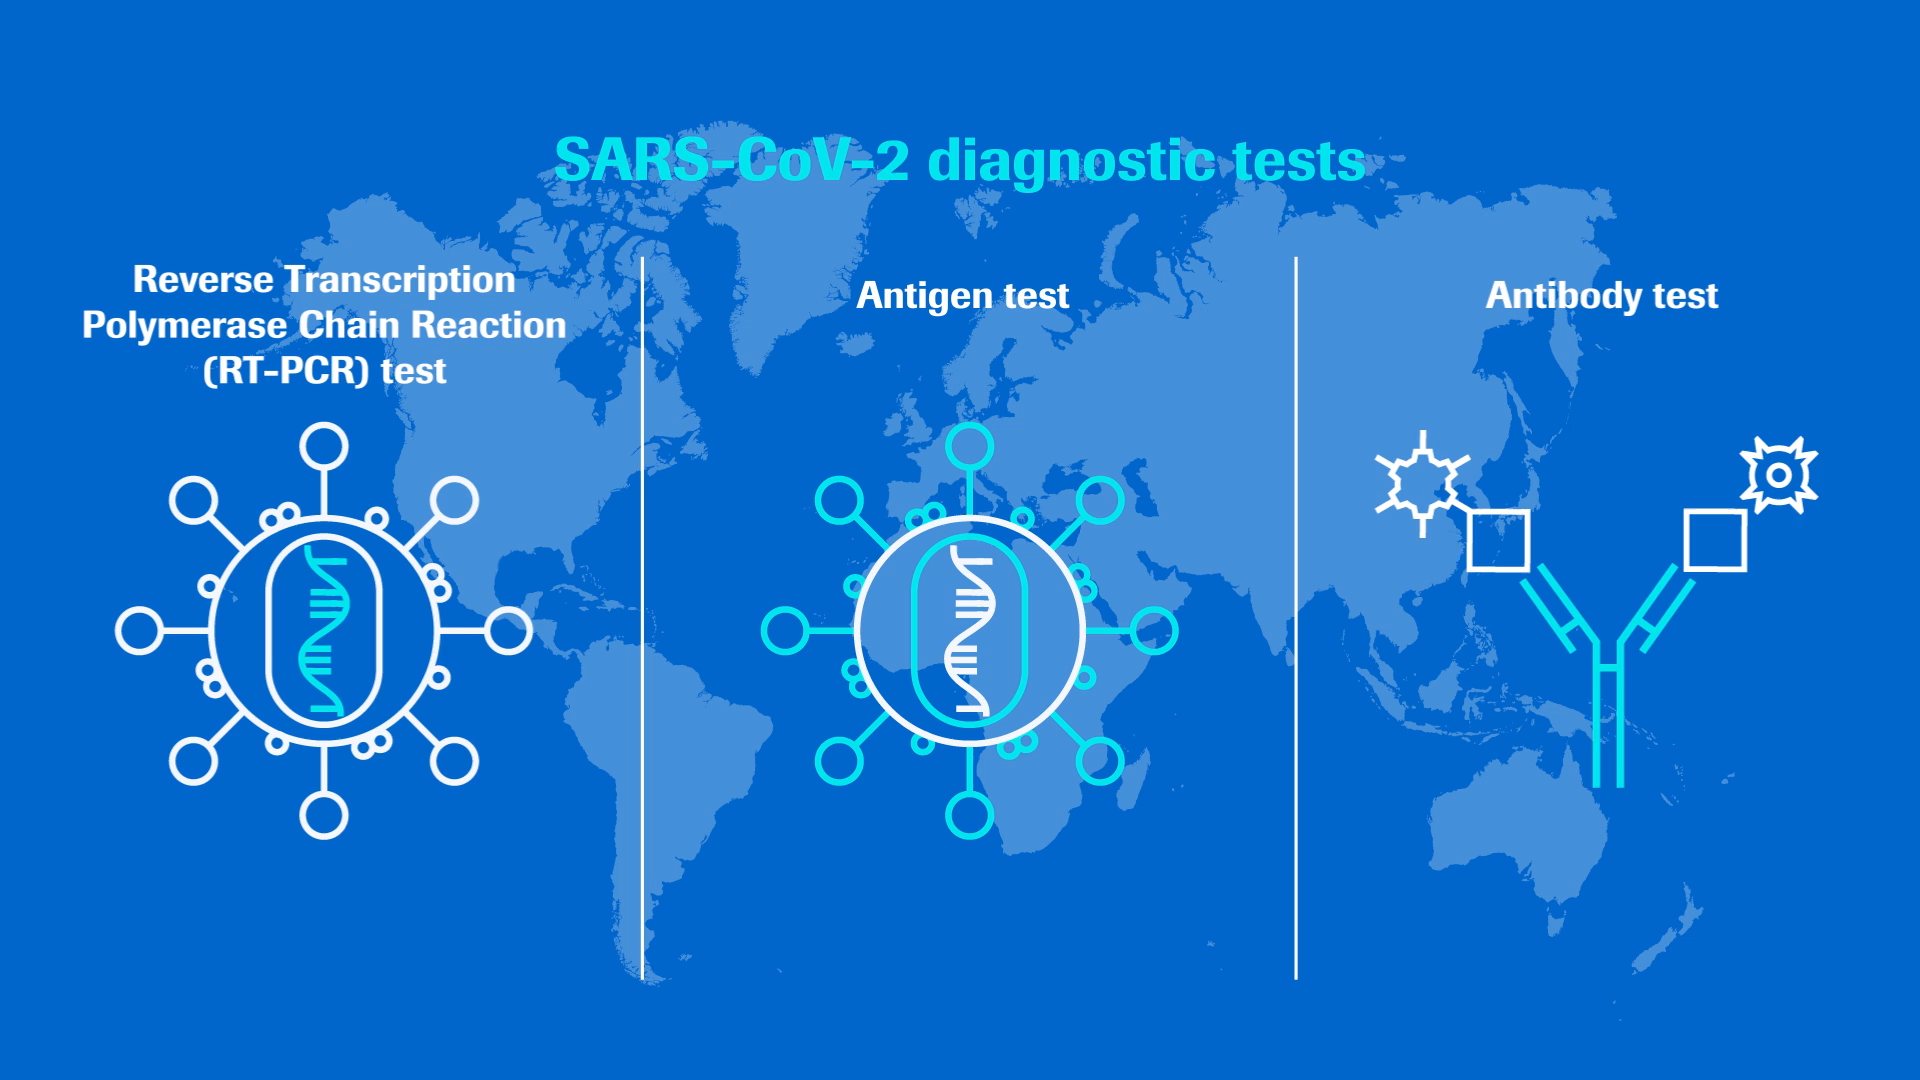 SARS-CoV-2 diagnostic tests
Reverse Transcription
Polymerase Chain Reaction
(RT-PCR) test
Antigen test
Antibody test